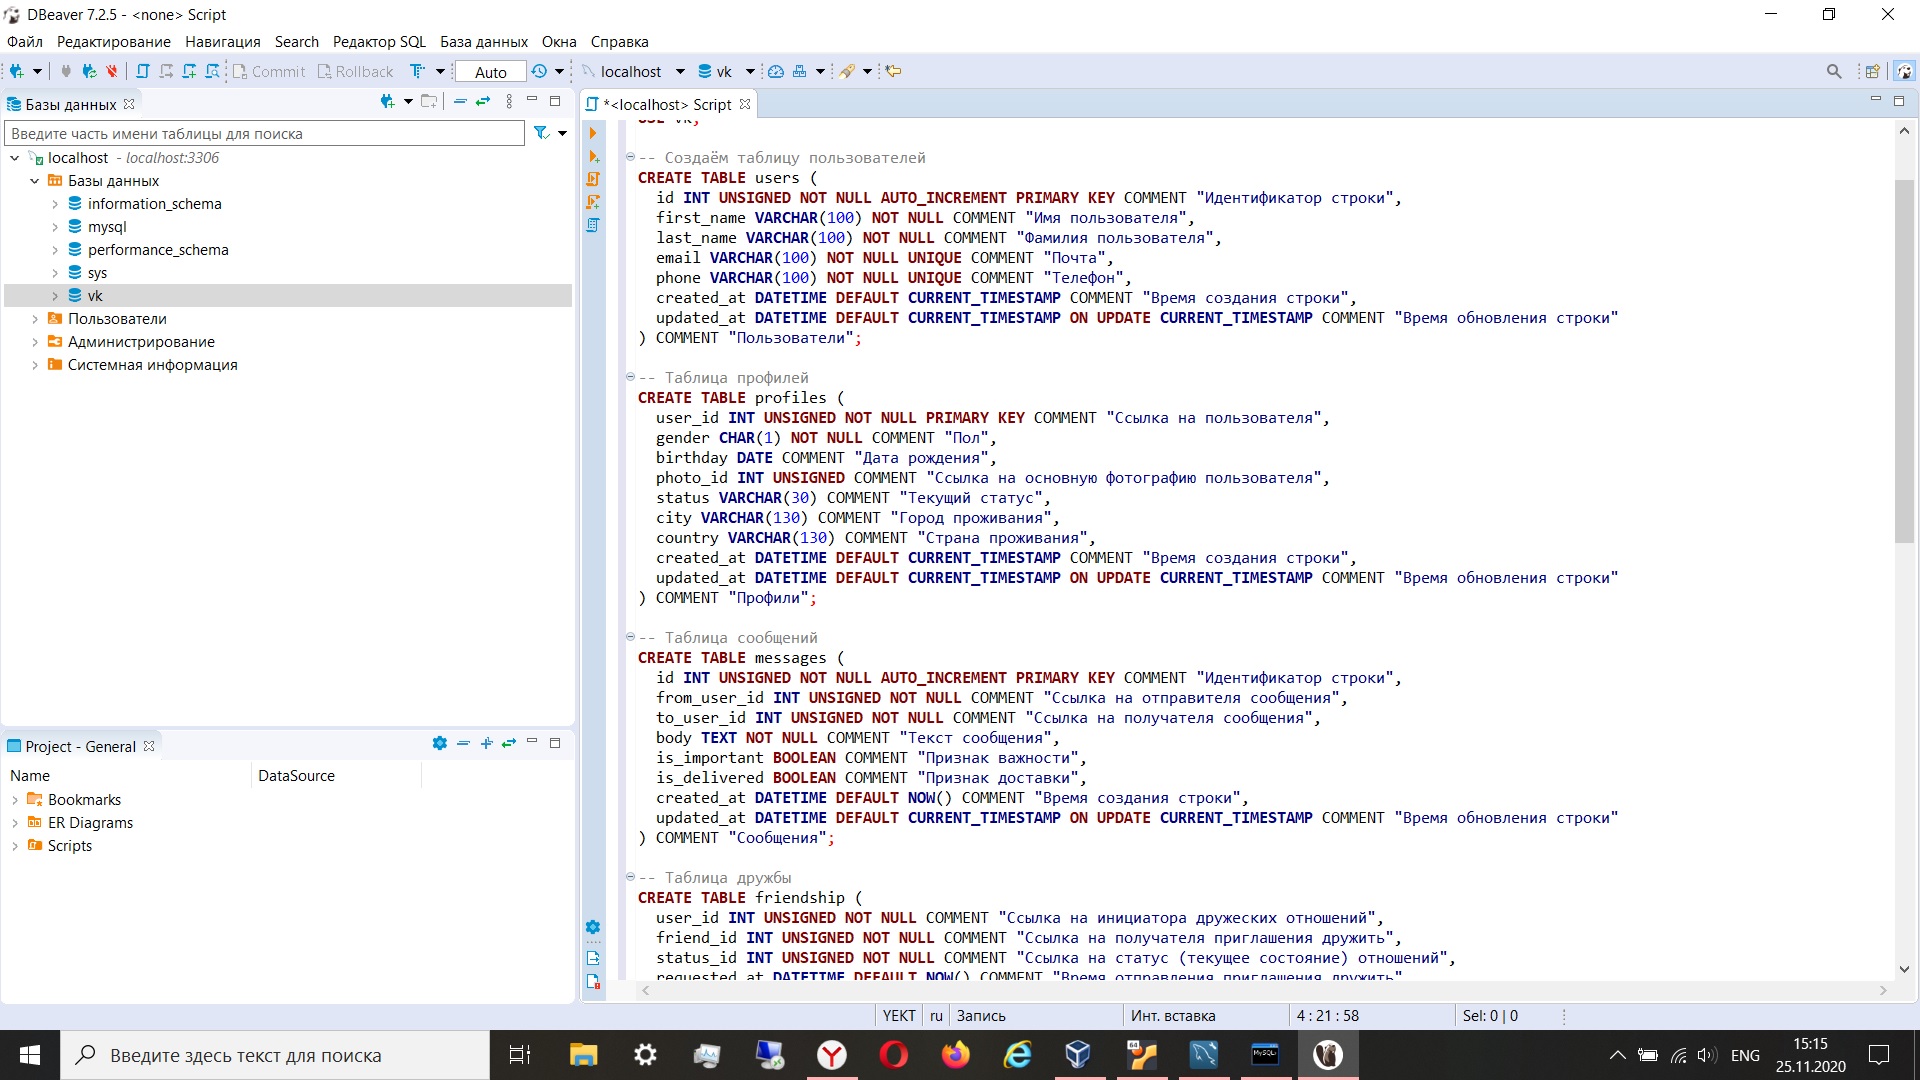 DBeaver 7.2.5 - <none> Script
Файл Редактирование Навигация Search Редактор SQL База данных Окна Справка
Commit Rollback Auto localhost vk
Базы данных
Введите часть имени таблицы для поиска
localhost - localhost:3306
Базы данных
information_schema
mysql
performance_schema
sys
vk
Пользователи
Администрирование
Системная информация
Project - General
Name DataSource
Bookmarks
ER Diagrams
Scripts
*<localhost> Script
USE vk;
-- Создаём таблицу пользователей
CREATE TABLE users (
id INT UNSIGNED NOT NULL AUTO_INCREMENT PRIMARY KEY COMMENT "Идентификатор строки",
first_name VARCHAR(100) NOT NULL COMMENT "Имя пользователя",
last_name VARCHAR(100) NOT NULL COMMENT "Фамилия пользователя",
email VARCHAR(100) NOT NULL UNIQUE COMMENT "Почта",
phone VARCHAR(100) NOT NULL UNIQUE COMMENT "Телефон",
created_at DATETIME DEFAULT CURRENT_TIMESTAMP COMMENT "Время создания строки",
updated_at DATETIME DEFAULT CURRENT_TIMESTAMP ON UPDATE CURRENT_TIMESTAMP COMMENT "Время обновления строки"
) COMMENT "Пользователи";
-- Таблица профилей
CREATE TABLE profiles (
user_id INT UNSIGNED NOT NULL PRIMARY KEY COMMENT "Ссылка на пользователя",
gender CHAR(1) NOT NULL COMMENT "Пол",
birthday DATE COMMENT "Дата рождения",
photo_id INT UNSIGNED COMMENT "Ссылка на основную фотографию пользователя",
status VARCHAR(30) COMMENT "Текущий статус",
city VARCHAR(130) COMMENT "Город проживания",
country VARCHAR(130) COMMENT "Страна проживания",
created_at DATETIME DEFAULT CURRENT_TIMESTAMP COMMENT "Время создания строки",
updated_at DATETIME DEFAULT CURRENT_TIMESTAMP ON UPDATE CURRENT_TIMESTAMP COMMENT "Время обновления строки"
) COMMENT "Профили";
-- Таблица сообщений
CREATE TABLE messages (
id INT UNSIGNED NOT NULL AUTO_INCREMENT PRIMARY KEY COMMENT "Идентификатор строки",
from_user_id INT UNSIGNED NOT NULL COMMENT "Ссылка на отправителя сообщения",
to_user_id INT UNSIGNED NOT NULL COMMENT "Ссылка на получателя сообщения",
body TEXT NOT NULL COMMENT "Текст сообщения",
is_important BOOLEAN COMMENT "Признак важности",
is_delivered BOOLEAN COMMENT "Признак доставки",
created_at DATETIME DEFAULT NOW() COMMENT "Время создания строки",
updated_at DATETIME DEFAULT CURRENT_TIMESTAMP ON UPDATE CURRENT_TIMESTAMP COMMENT "Время обновления строки"
) COMMENT "Сообщения";
-- Таблица дружбы
CREATE TABLE friendship (
user_id INT UNSIGNED NOT NULL COMMENT "Ссылка на инициатора дружеских отношений",
friend_id INT UNSIGNED NOT NULL COMMENT "Ссылка на получателя приглашения дружить",
status_id INT UNSIGNED NOT NULL COMMENT "Ссылка на статус (текущее состояние) отношений",
requested_at DATETIME DEFAULT NOW() COMMENT "Время отправления приглашения дружить"
YEKT ru Запись Инт. вставка 4 : 21 : 58 Sel: 0 | 0
Введите здесь текст для поиска
64
MySQL
ENG
15:15
25.11.2020